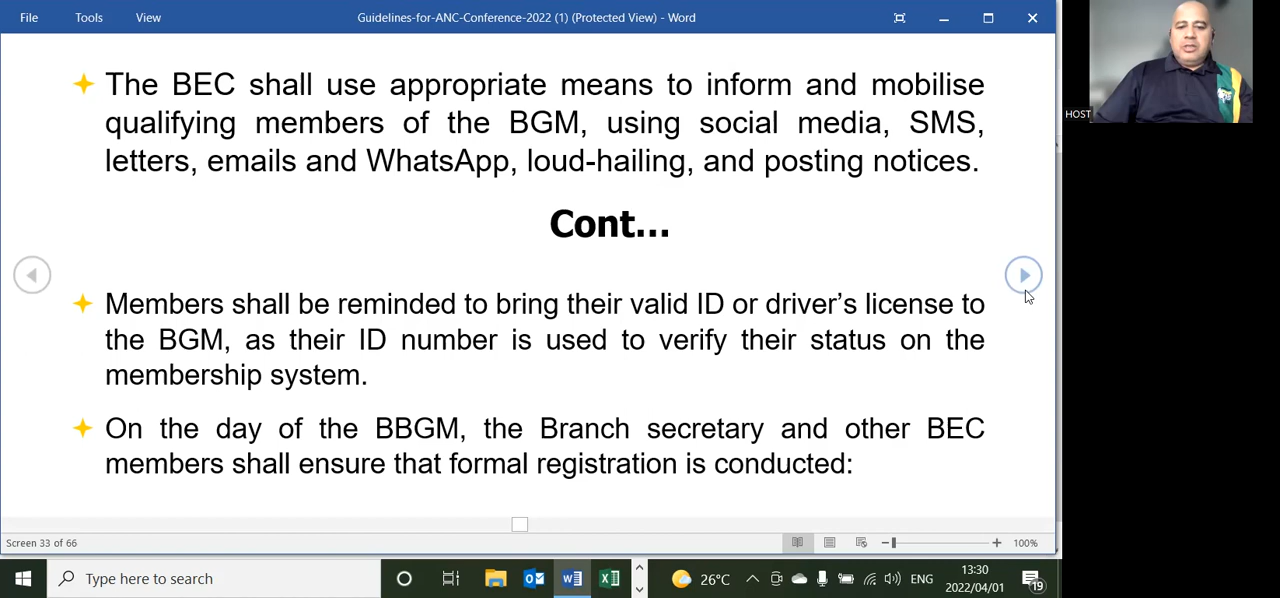 File Tools View Guidelines-for-ANC-Conference-2022 (1) (Protected View) - Word
The BEC shall use appropriate means to inform and mobilise
qualifying members of the BGM, using social media, SMS,
letters, emails and WhatsApp, loud-hailing, and posting notices.
Cont...
Members shall be reminded to bring their valid ID or driver's license to
the BGM, as their ID number is used to verify their status on the
membership system.
On the day of the BBGM, the Branch secretary and other BEC
members shall ensure that formal registration is conducted:
HOST
Screen 33 of 66
100%
Type here to search
26°C
ENG
13:30
2022/04/01
19